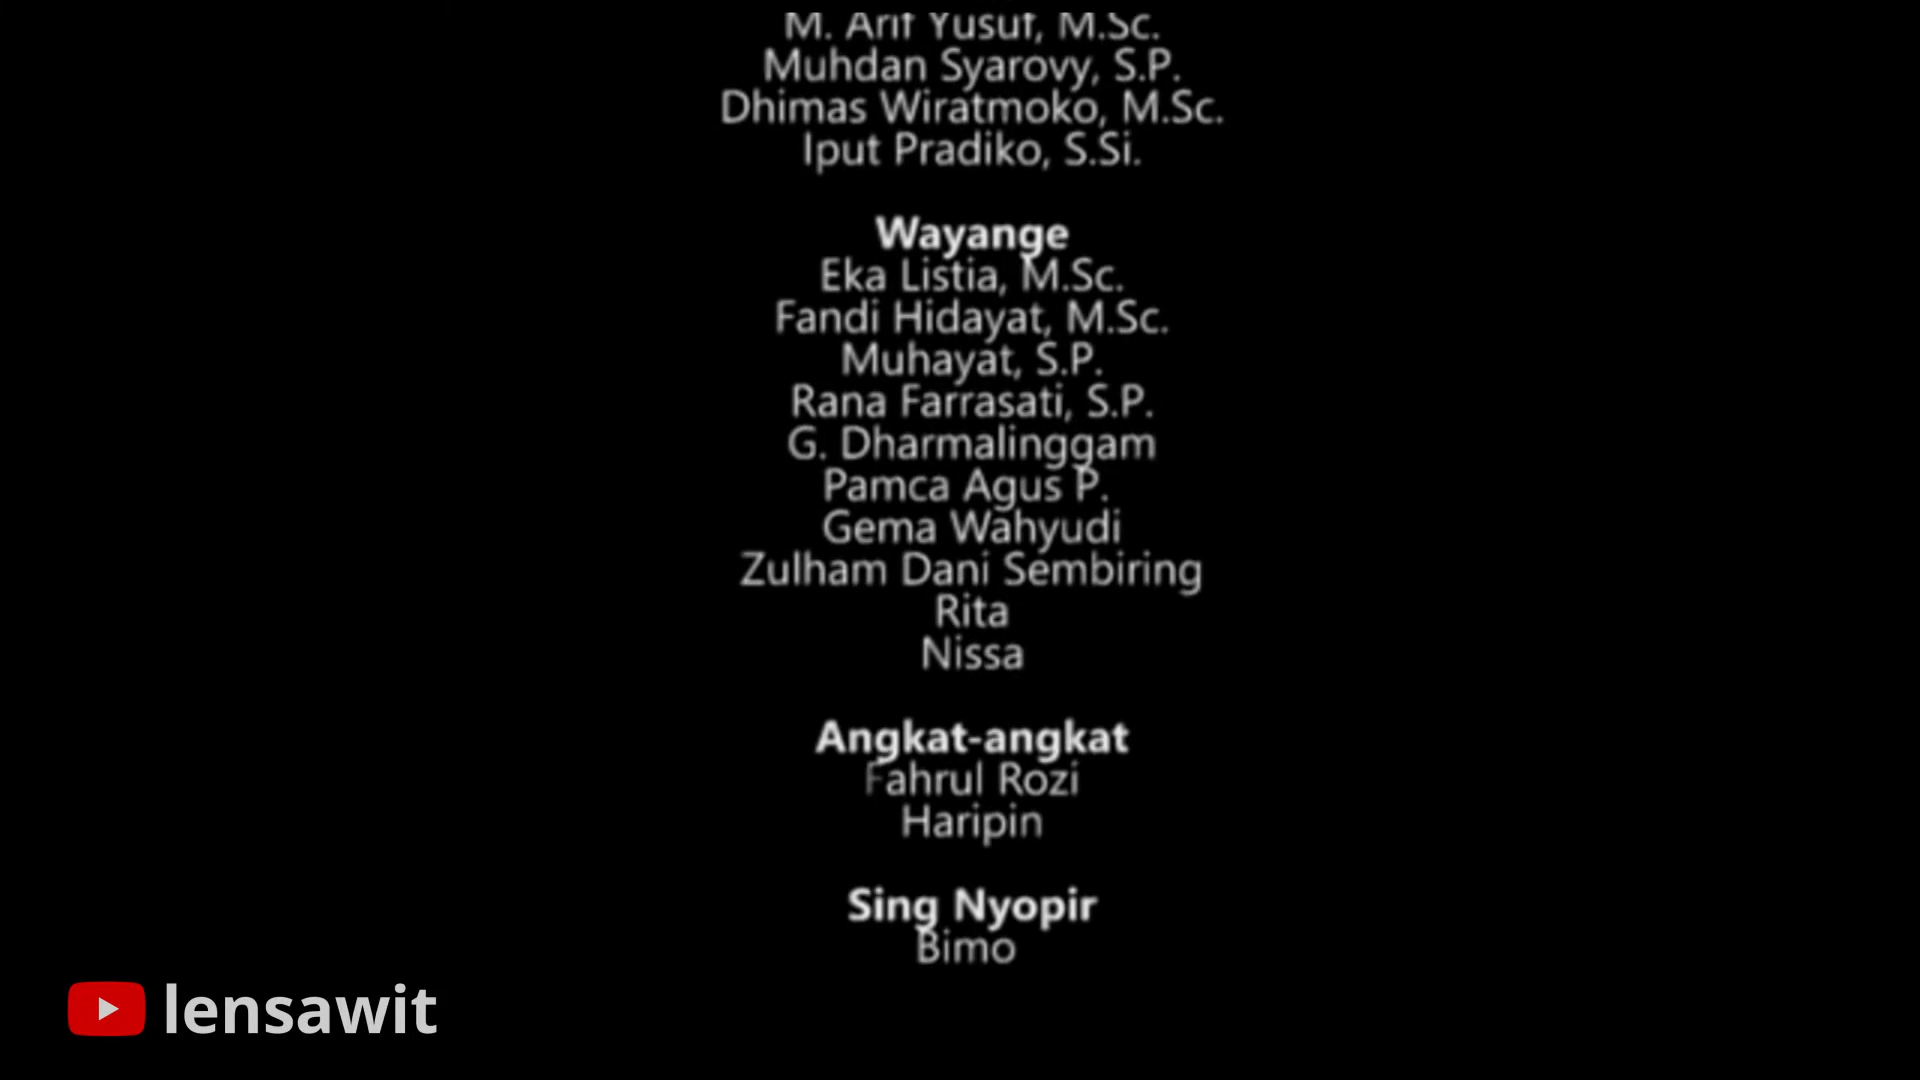 M. Arif Yusuf, M.Sc.
Muhdan Syarovy, S.P.
Dhimas Wiratmoko, M.Sc.
Iput Pradiko, S.Si.
Wayange
Eka Listia, M.Sc.
Fandi Hidayat, M.Sc.
Muhayat, S.P.
Rana Farrasati, S.P.
G. Dharmalinggam
Pamca Agus P.
Gema Wahyudi
Zulham Dani Sembiring
Rita
Nissa
Angkat-angkat
Fahrul Rozi
Haripin
Sing Nyopir
Bimo
lensawit